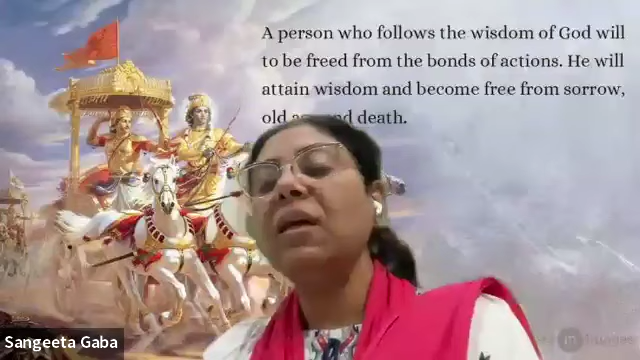 A person who follows the wisdom of God will
to be freed from the bonds of actions. He will
attain wisdom and become free from sorrow,
old death.
Sangeeta Gaba